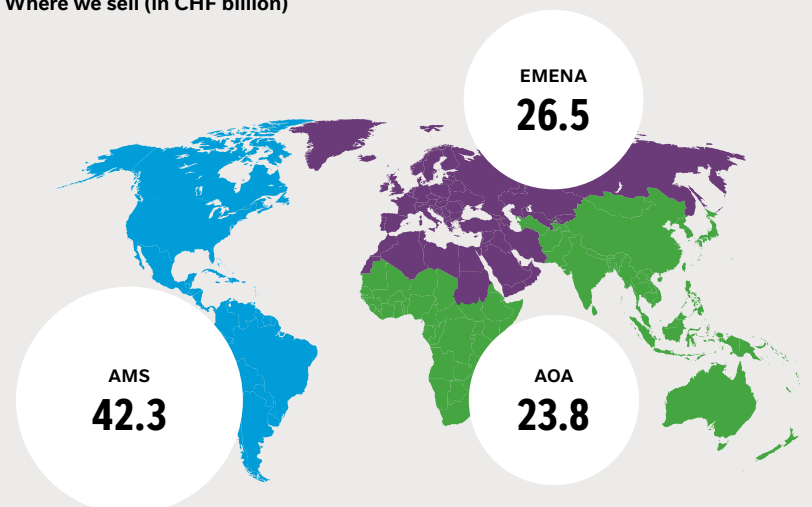 Where we sell (in CHF billion)
EMENA
26.5
AMS
42.3
AOA
23.8